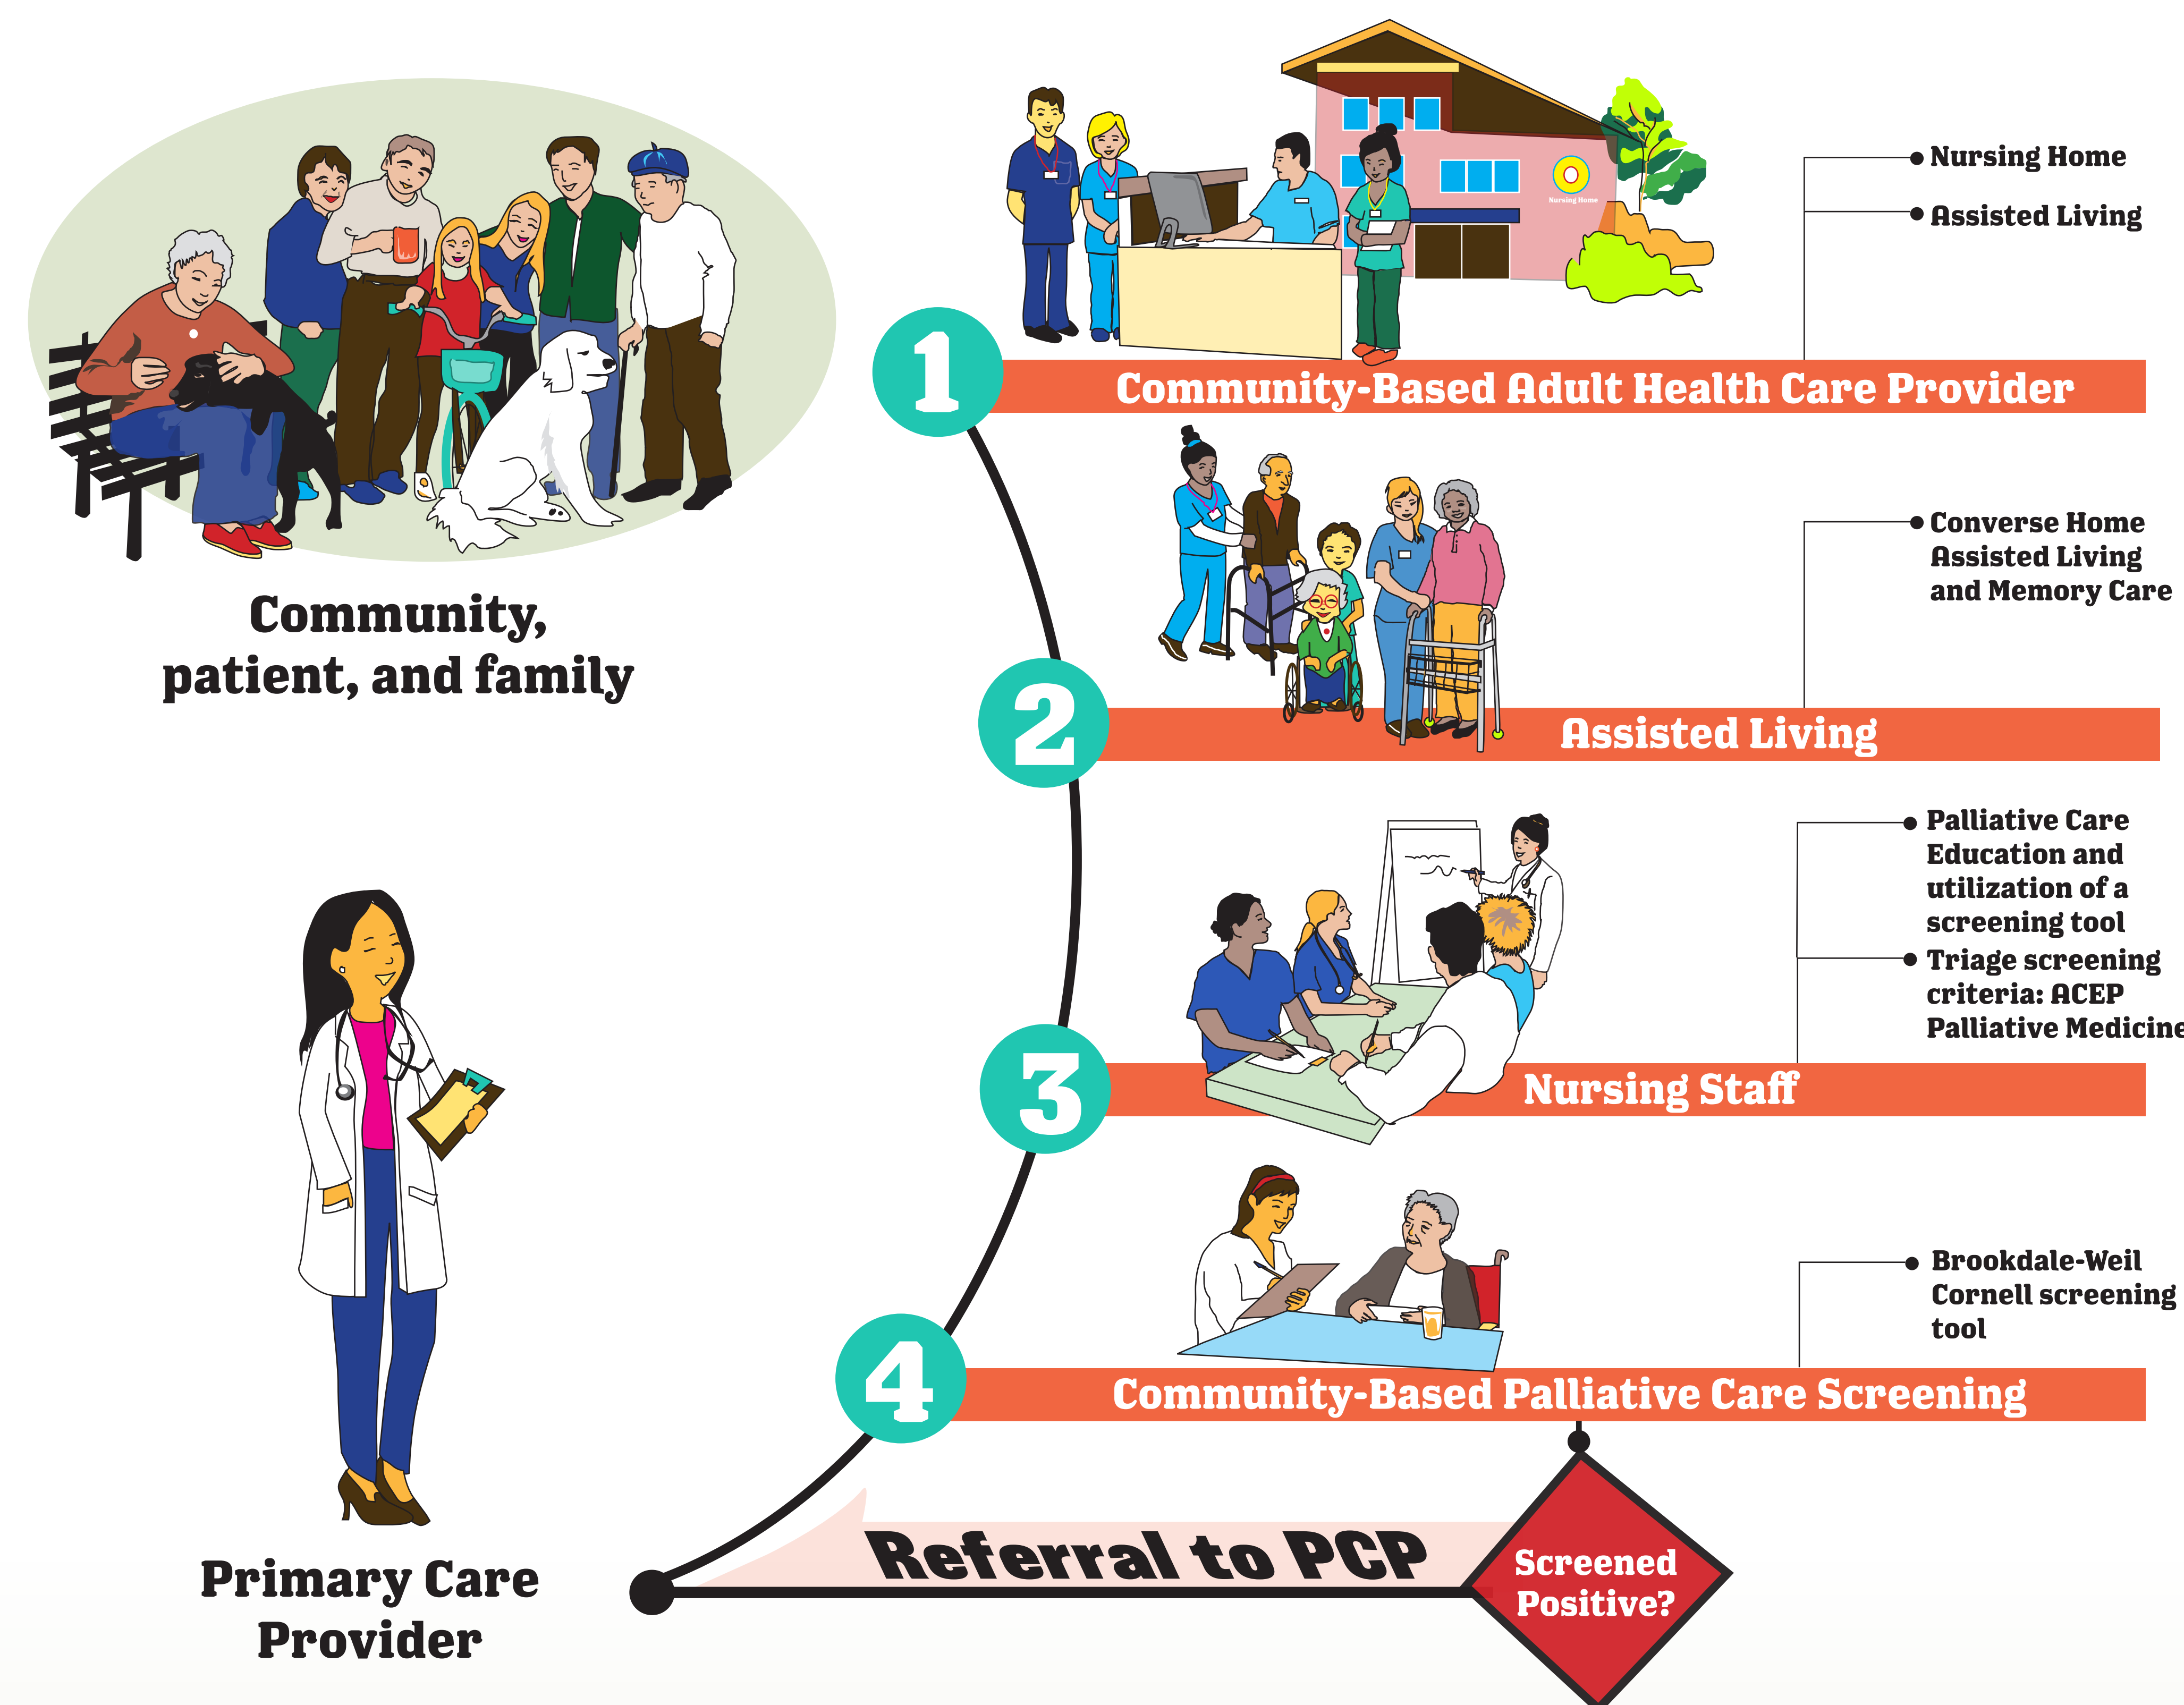 Community,
patient, and family
Nursing Home
1
Community-Based Adult Health Care Provider
Nursing Home
Assisted Living
2
Assisted Living
Converse Home
Assisted Living
and Memory Care
3
Nursing Staff
Palliative Care
Education and
utilization of a
screening tool
Triage screening
criteria: ACEP
Palliative Medicine
4
Community-Based Palliative Care Screening
Brookdale-Weil
Cornell screening
tool
Screened
Positive?
Referral to PCP
Primary Care
Provider